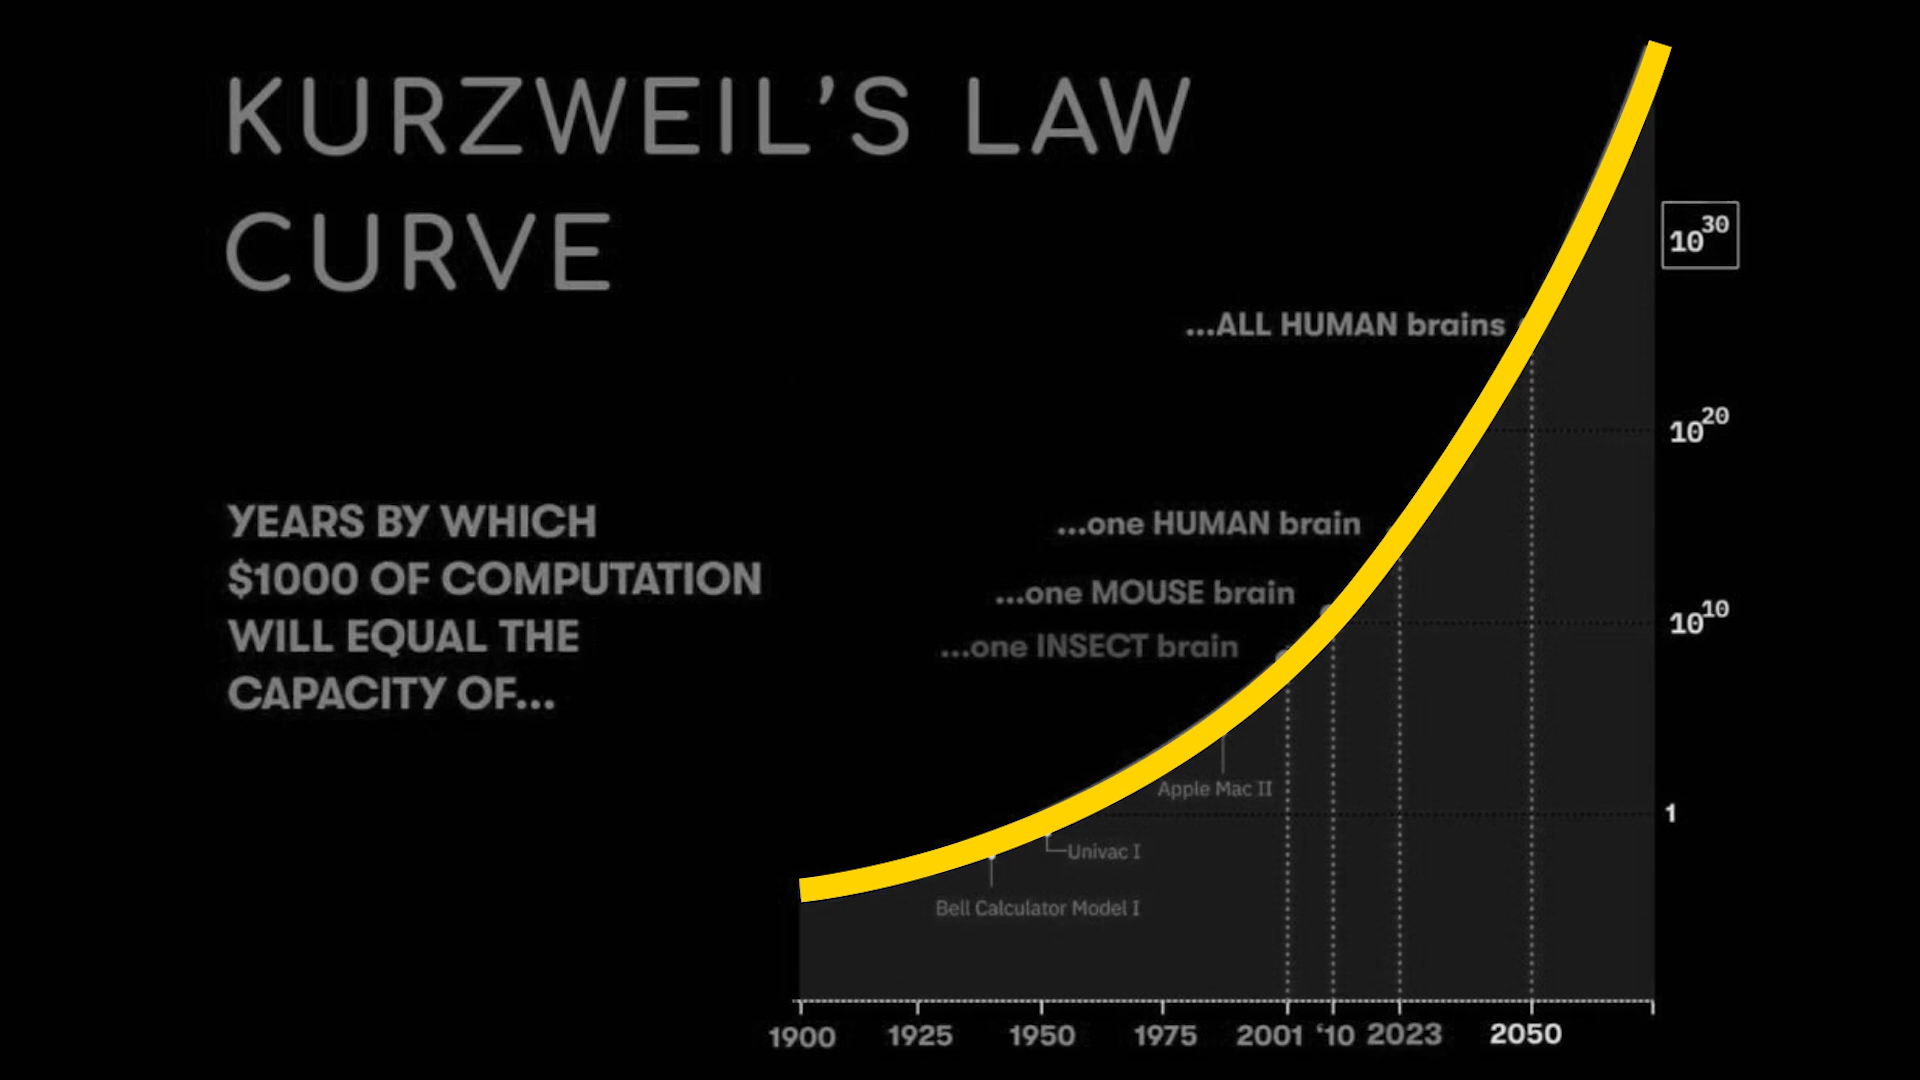 KURZWEIL’S LAW
CURVE
10³⁰
...ALL HUMAN brains
10²⁰
YEARS BY WHICH
$1000 OF COMPUTATION
WILL EQUAL THE
CAPACITY OF...
...one HUMAN brain
...one MOUSE brain
10¹⁰
...one INSECT brain
Apple Mac II
1
Univac I
Bell Calculator Model I
1900 1925 1950 1975 2001 ‘10 2023 2050